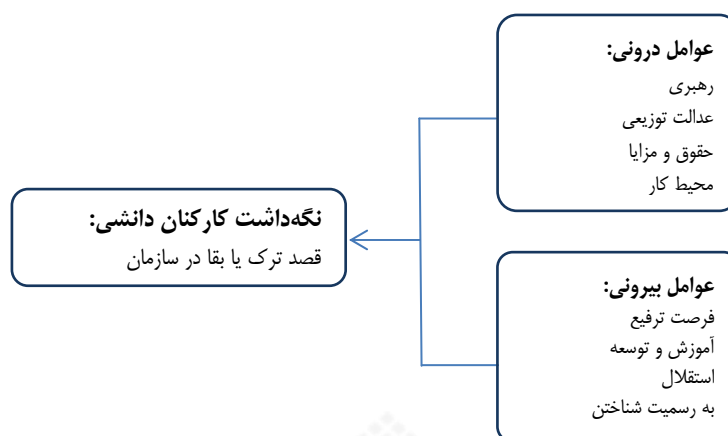 عوامل درونی:
رهبری
عدالت توزیعی
حقوق و مزایا
محیط کار
نگه‌داشت کارکنان دانشی:
قصد ترک یا بقا در سازمان
عوامل بیرونی:
فرصت ترفیع
آموزش و توسعه
استقلال
به رسمیت شناختن